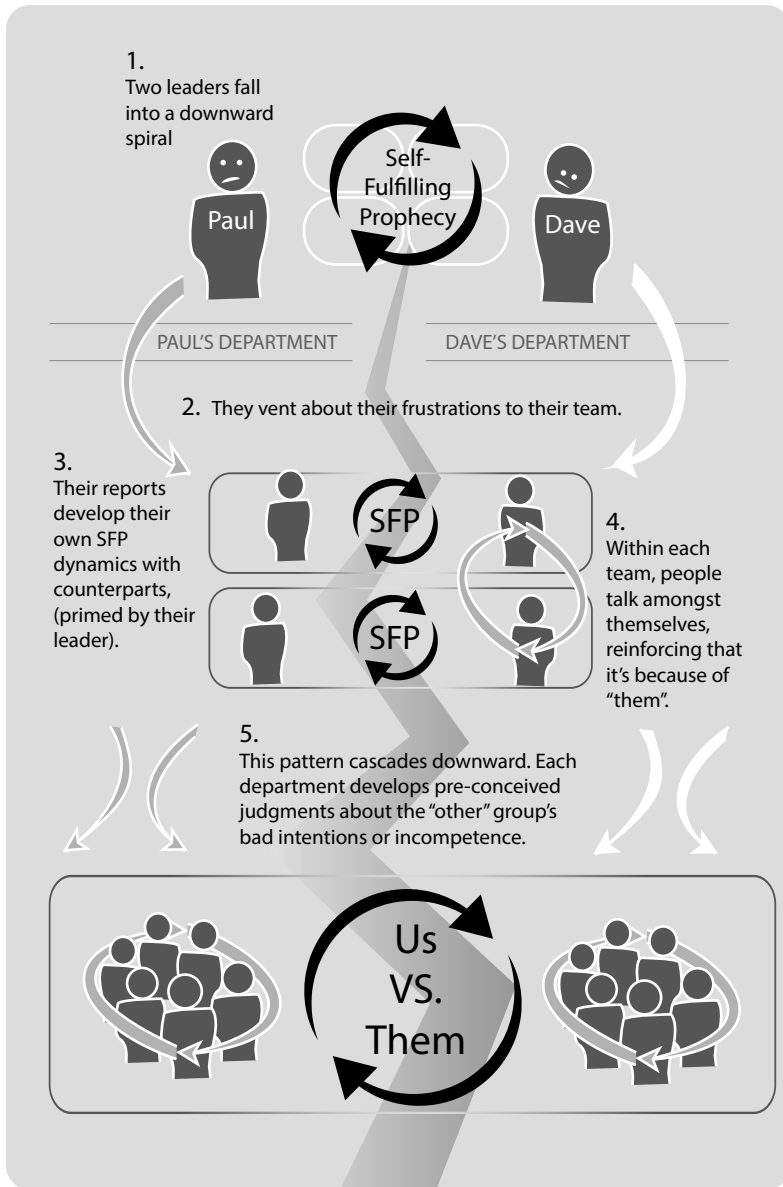 1.
Two leaders fall
into a downward
spiral
Self-
Fulfilling
Prophecy
Paul
Dave
PAUL'S DEPARTMENT
DAVE'S DEPARTMENT
2. They vent about their frustrations to their team.
3.
Their reports
develop their
own SFP
dynamics with
counterparts,
(primed by their
leader).
SFP
SFP
4.
Within each
team, people
talk amongst
themselves,
reinforcing that
it's because of
“them”.
5.
This pattern cascades downward. Each
department develops pre-conceived
judgments about the “other” group's
bad intentions or incompetence.
Us
VS.
Them